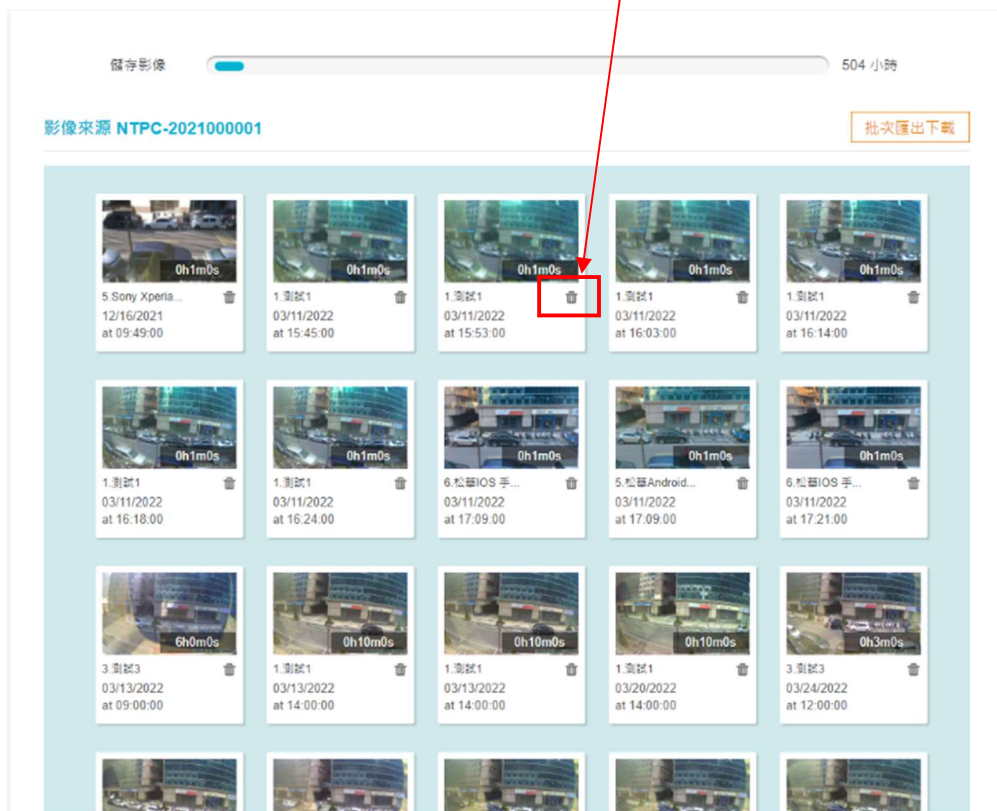 儲存影像
504 小時
影像來源 NTPC-2021000001
批次匯出下載
0h1m0s
0h1m0s
0h1m0s
0h1m0s
0h1m0s
5.Sony Xperia...
1.測試1
1.測試1
1.測試1
1.測試1
12/16/2021
03/11/2022
03/11/2022
03/11/2022
03/11/2022
at 09:49:00
at 15:45:00
at 15:53:00
at 16:03:00
at 16:14:00
0h1m0s
0h1m0s
0h1m0s
0h1m0s
0h1m0s
1.測試1
1.測試1
6.松華IOS 手...
5.松華Android...
6.松華IOS 手...
03/11/2022
03/11/2022
03/11/2022
03/11/2022
03/11/2022
at 16:18:00
at 16:24:00
at 17:09:00
at 17:09:00
at 17:21:00
6h0m0s
0h10m0s
0h10m0s
0h10m0s
0h3m0s
3.測試3
1.測試1
1.測試1
1.測試1
3.測試3
03/13/2022
03/13/2022
03/13/2022
03/20/2022
03/24/2022
at 09:00:00
at 14:00:00
at 14:00:00
at 14:00:00
at 12:00:00